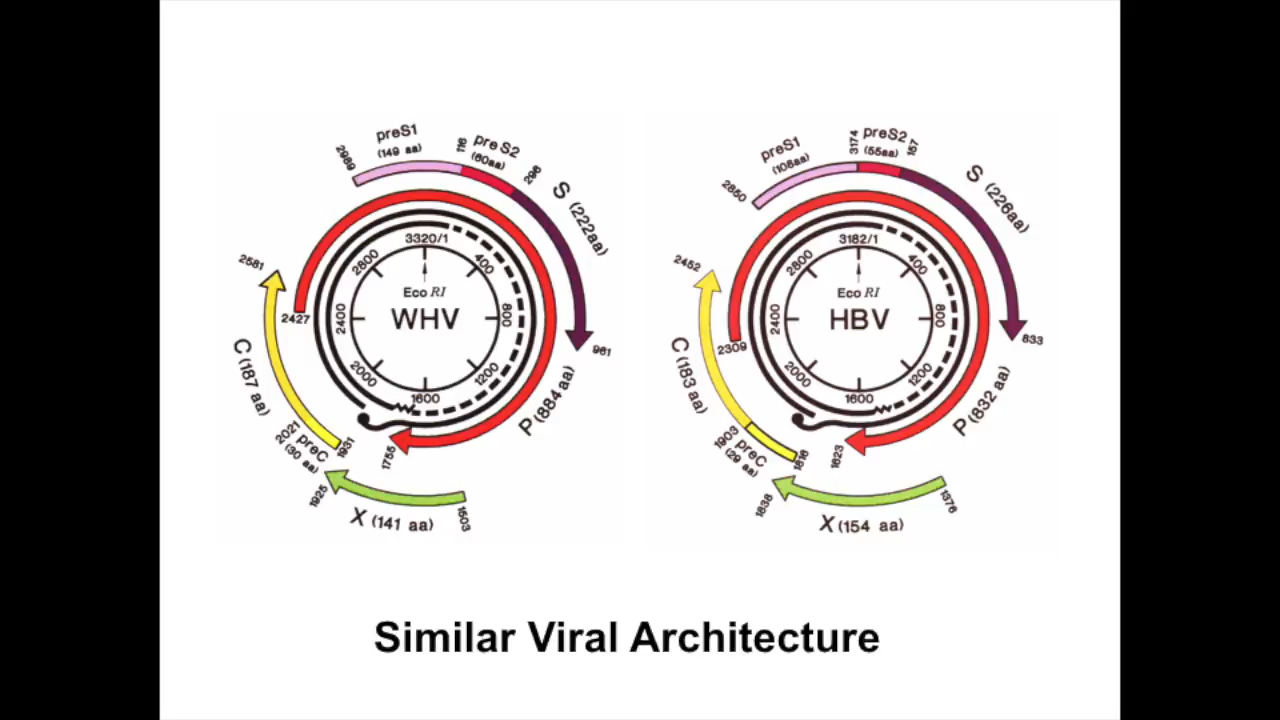 preS1
(149 aa)
2989
116
preS2
(60aa)
296
S (222aa)
3320/1
400
800
1200
1600
2000
2400
2800
Eco RI
WHV
2581
2427
C (187 aa)
2021
preC
(30 aa)
1931
1755
P (884 aa)
961
1925
X (141 aa)
1503
preS1
(108aa)
2850
3174
preS2
(55aa)
157
S (226aa)
3182/1
400
800
1200
1600
2000
2400
2800
Eco RI
HBV
2452
2309
C (183 aa)
1903
preC
(29 aa)
1816
1623
P (832 aa)
833
1838
X (154 aa)
1376
Similar Viral Architecture